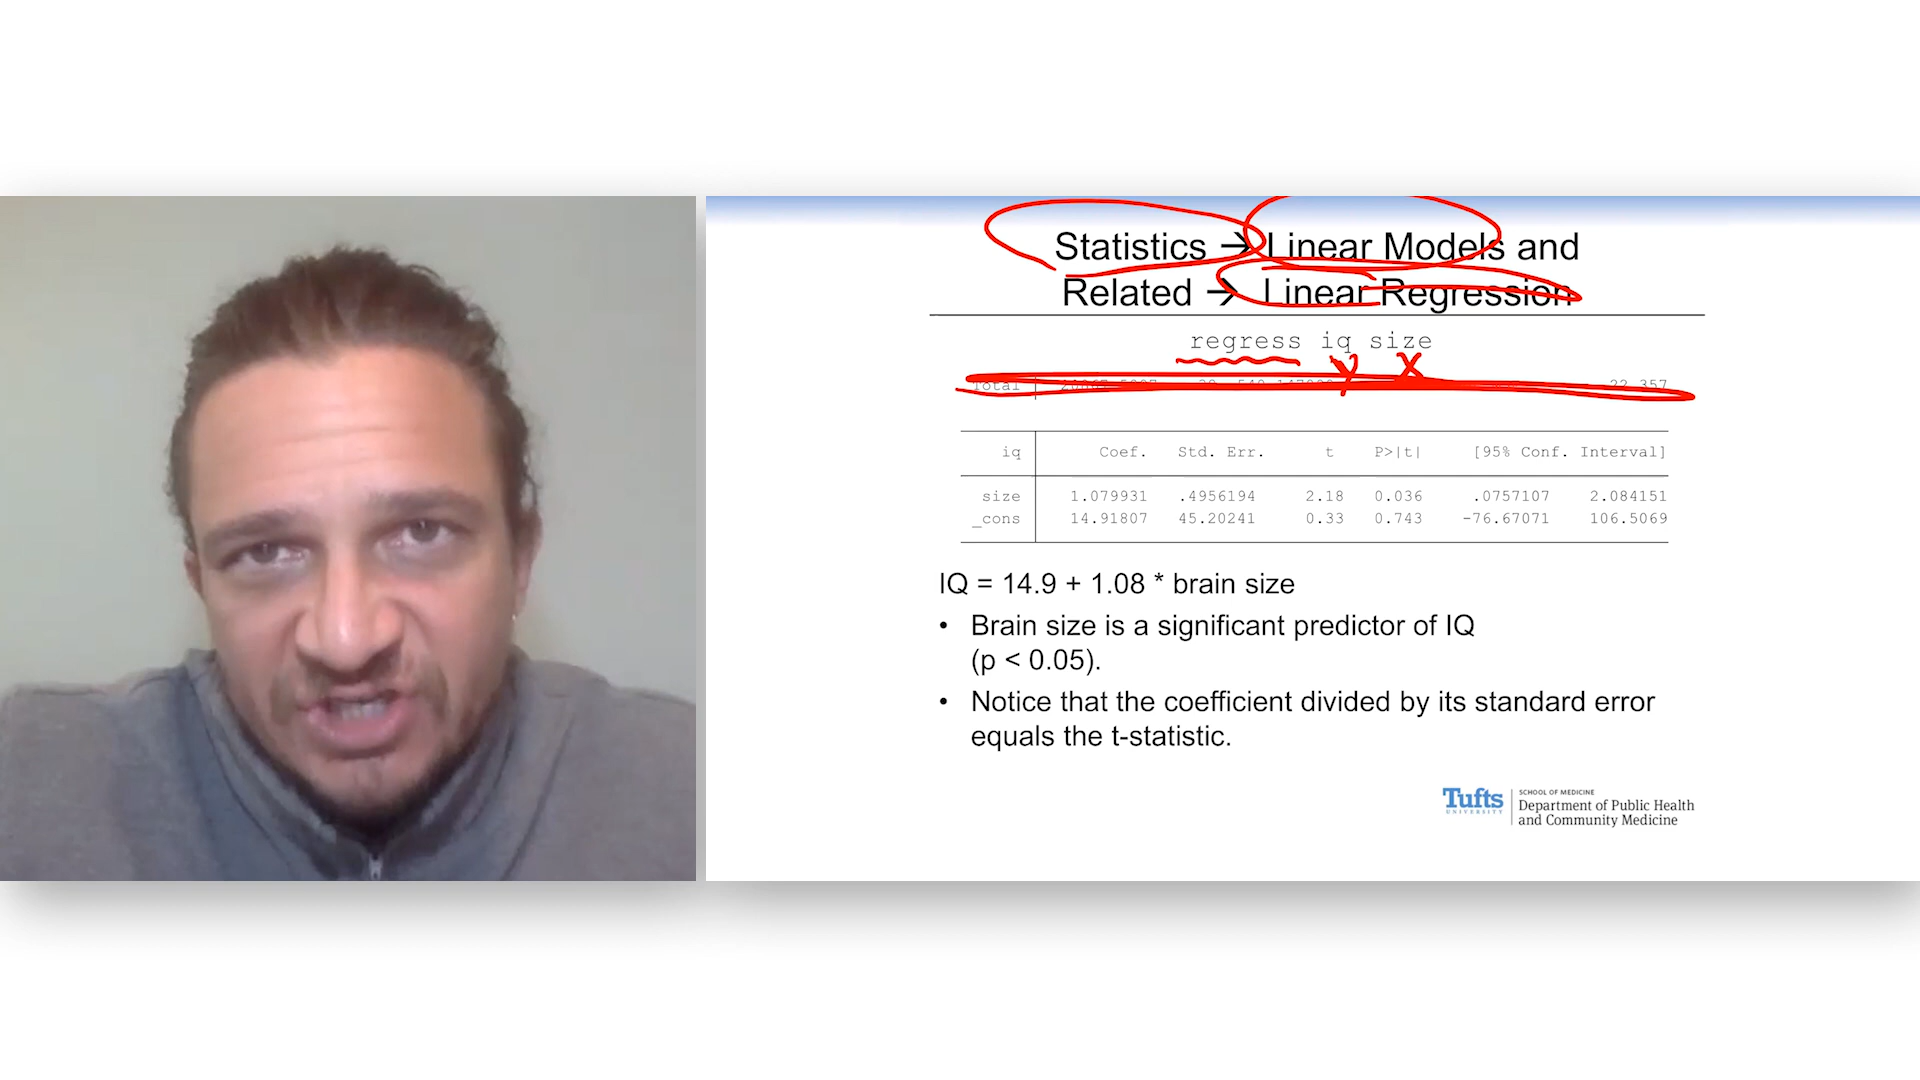 Statistics → Linear Models and
Related → Linear Regression
regress iq size
Y X
Total 22.357
iq Coef. Std. Err. t P>|t| [95% Conf. Interval]
size 1.079931 .4956194 2.18 0.036 .0757107 2.084151
_cons 14.91807 45.20241 0.33 0.743 -76.67071 106.5069
IQ = 14.9 + 1.08 * brain size
• Brain size is a significant predictor of IQ
(p < 0.05).
• Notice that the coefficient divided by its standard error
equals the t-statistic.
Tufts
UNIVERSITY
SCHOOL OF MEDICINE
Department of Public Health
and Community Medicine